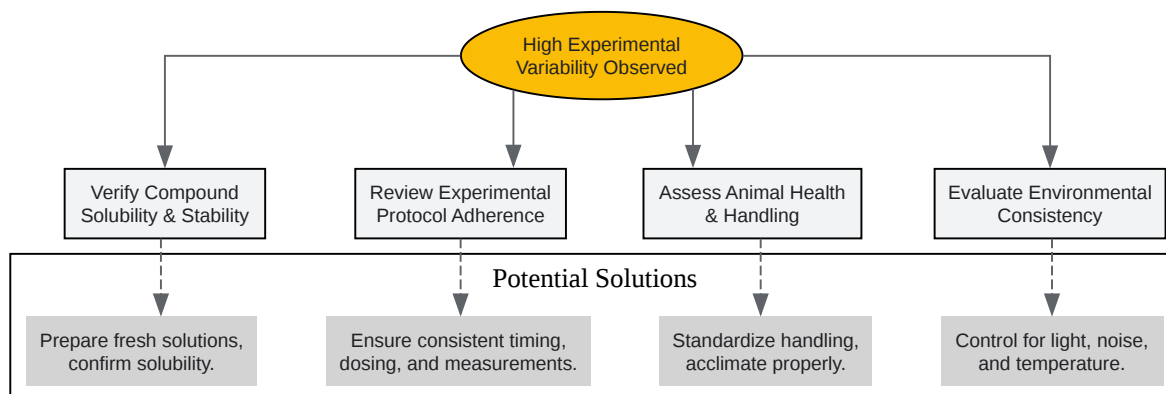 High Experimental
Variability Observed
Verify Compound
Solubility & Stability
Review Experimental
Protocol Adherence
Assess Animal Health
& Handling
Evaluate Environmental
Consistency
Potential Solutions
Prepare fresh solutions,
confirm solubility.
Ensure consistent timing,
dosing, and measurements.
Standardize handling,
acclimate properly.
Control for light, noise,
and temperature.